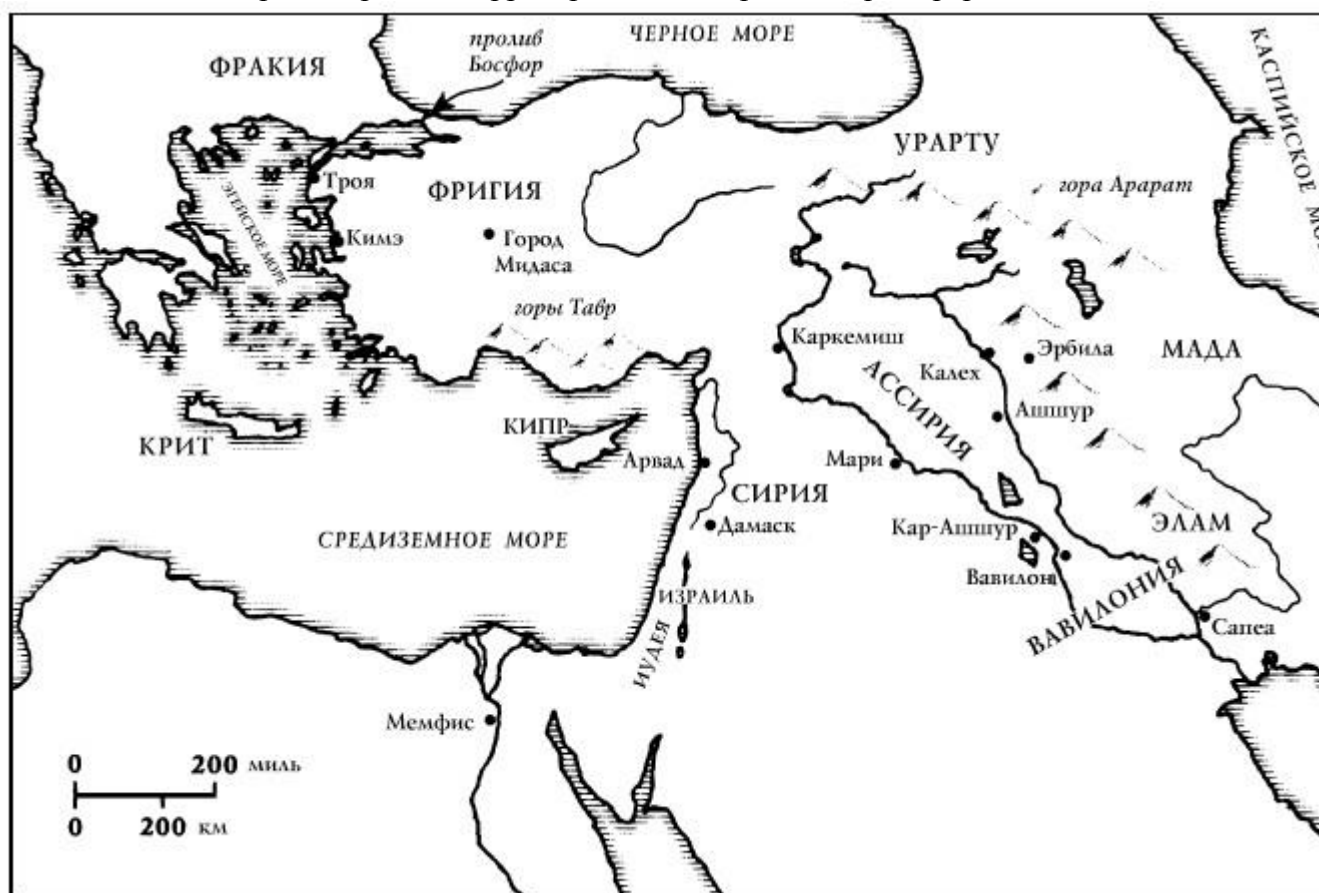 ЧЕРНОЕ МОРЕ
пролив
Босфор
ФРАКИЯ
КАСПИЙСКОЕ
УРАРТУ
гора Арарат
Троя
ФРИГИЯ
ЭГЕЙСКОЕ МОРЕ
Кимэ
Город
Мидаса
горы Тавр
Каркемиш
Эрбила
МАДА
Калех
АССИРИЯ
Ашшур
КРИТ
КИПР
Арвад
Мари
СИРИЯ
Дамаск
Кар-Ашшур
ЭЛАМ
СРЕДИЗЕМНОЕ МОРЕ
Вавилон
ИЗРАИЛЬ
ВАВИЛОНИЯ
Сапеа
ИУДЕЯ
Мемфис
0 200 миль
0 200 км